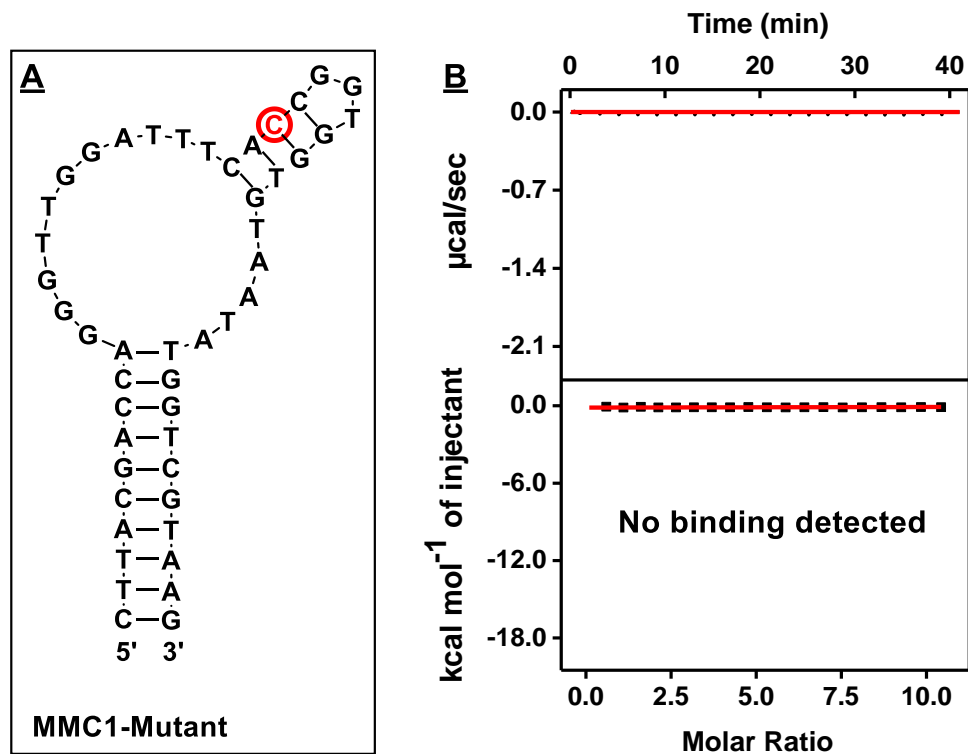 A
CTTACGACCAGGGTTGGATTTCACCGGTGGTGTAATATGGTCGTAAG
5' 3'
MMC1-Mutant
B
Time (min)
0 10 20 30 40
0.0
-0.7
-1.4
-2.1
µcal/sec
0.0
-6.0
-12.0
-18.0
kcal mol⁻¹ of injectant
No binding detected
0.0 2.5 5.0 7.5 10.0
Molar Ratio